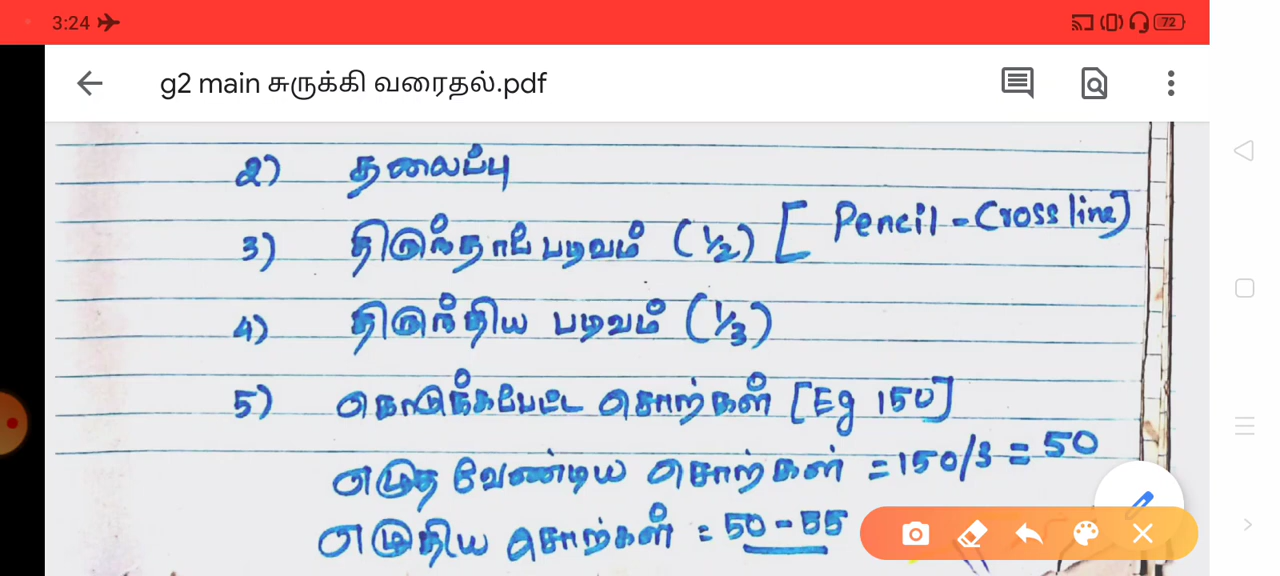 3:24
72
g2 main சுருக்கி வரைதல்.pdf
2) தலைப்பு
3) திருந்தாப் படிவம் (1/2) [Pencil - Cross line]
4) திருந்திய படிவம் (1/3)
5) கொடுக்கபேட்ட சொற்கள் [Eg 150]
எழுத வேண்டிய சொற்கள் = 150/3 = 50
எழுதிய சொற்கள் = 50 - 55